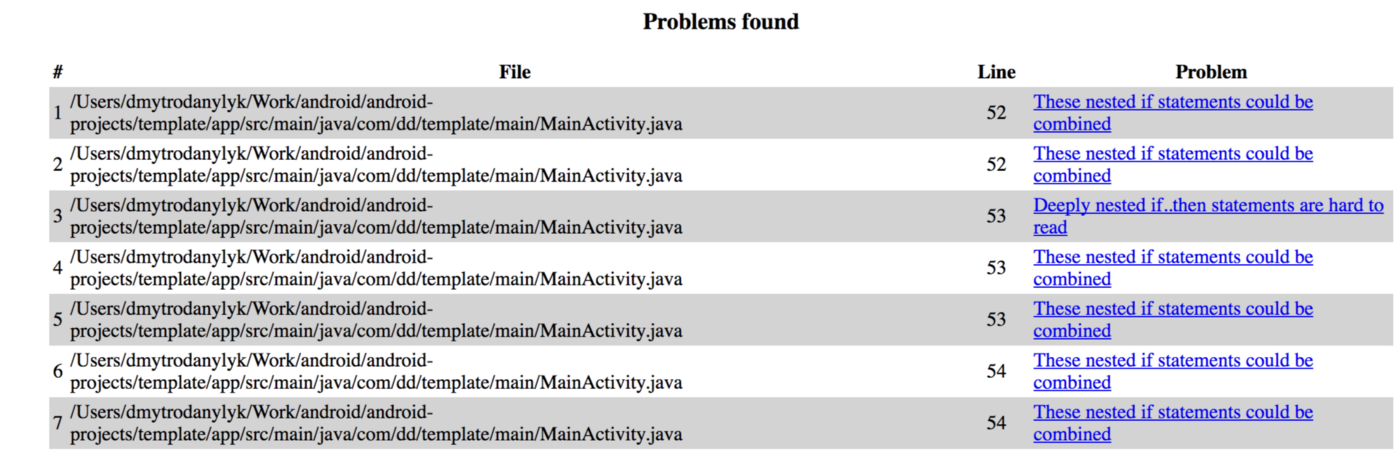 Problems found
# File Line Problem
/Users/dmytrodanylyk/Work/android/android- These nested if statements could be
1 projects/template/app/src/main/java/com/dd/template/main/MainActivity.java 52 combined
/Users/dmytrodanylyk/Work/android/android- These nested if statements could be
2 projects/template/app/src/main/java/com/dd/template/main/MainActivity.java 52 combined
/Users/dmytrodanylyk/Work/android/android- Deeply nested if..then statements are hard to
3 projects/template/app/src/main/java/com/dd/template/main/MainActivity.java 53 read
/Users/dmytrodanylyk/Work/android/android- These nested if statements could be
4 projects/template/app/src/main/java/com/dd/template/main/MainActivity.java 53 combined
/Users/dmytrodanylyk/Work/android/android- These nested if statements could be
5 projects/template/app/src/main/java/com/dd/template/main/MainActivity.java 53 combined
/Users/dmytrodanylyk/Work/android/android- These nested if statements could be
6 projects/template/app/src/main/java/com/dd/template/main/MainActivity.java 54 combined
/Users/dmytrodanylyk/Work/android/android- These nested if statements could be
7 projects/template/app/src/main/java/com/dd/template/main/MainActivity.java 54 combined